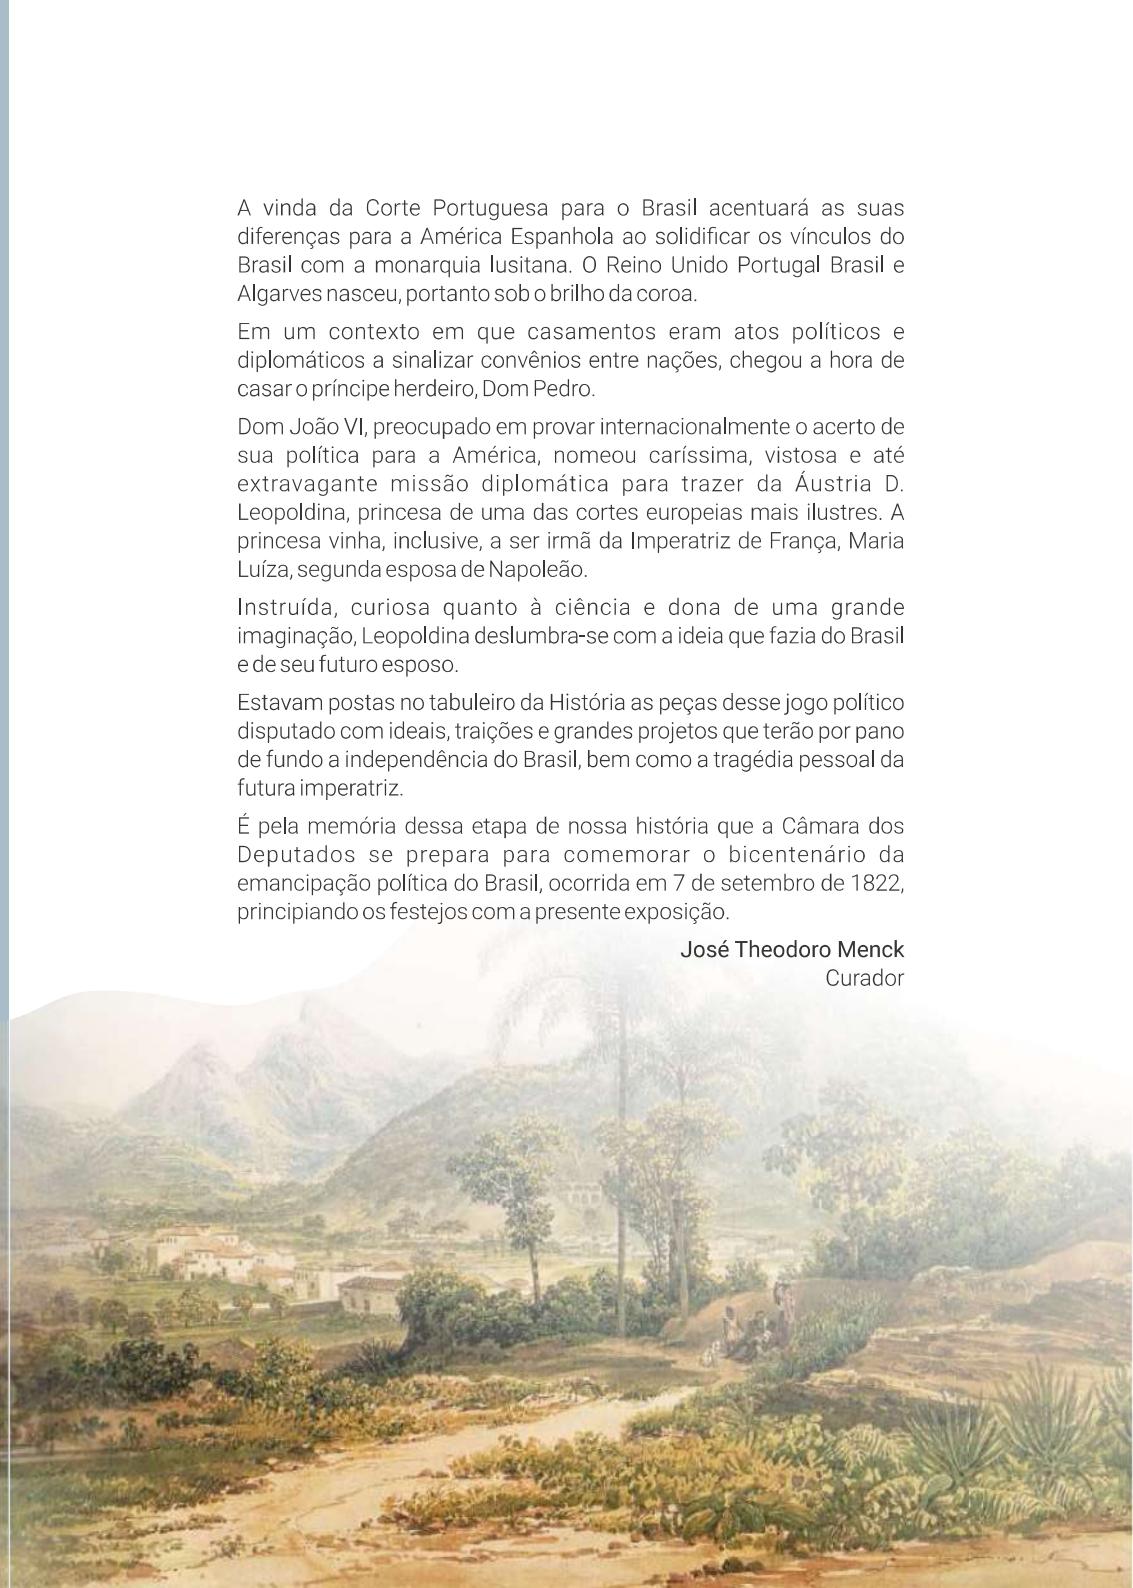 A vinda da Corte Portuguesa para o Brasil acentuará as suas
diferenças para a América Espanhola ao solidificar os vínculos do
Brasil com a monarquia lusitana. O Reino Unido Portugal Brasil e
Algarves nasceu, portanto sob o brilho da coroa.
Em um contexto em que casamentos eram atos políticos e
diplomáticos a sinalizar convênios entre nações, chegou a hora de
casar o príncipe herdeiro, Dom Pedro.
Dom João VI, preocupado em provar internacionalmente o acerto de
sua política para a América, nomeou caríssima, vistosa e até
extravagante missão diplomática para trazer da Áustria D.
Leopoldina, princesa de uma das cortes europeias mais ilustres. A
princesa vinha, inclusive, a ser irmã da Imperatriz de França, Maria
Luíza, segunda esposa de Napoleão.
Instruída, curiosa quanto à ciência e dona de uma grande
imaginação, Leopoldina deslumbra-se com a ideia que fazia do Brasil
e de seu futuro esposo.
Estavam postas no tabuleiro da História as peças desse jogo político
disputado com ideais, traições e grandes projetos que terão por pano
de fundo a independência do Brasil, bem como a tragédia pessoal da
futura imperatriz.
É pela memória dessa etapa de nossa história que a Câmara dos
Deputados se prepara para comemorar o bicentenário da
emancipação política do Brasil, ocorrida em 7 de setembro de 1822,
principiando os festejos com a presente exposição.
José Theodoro Menck
Curador